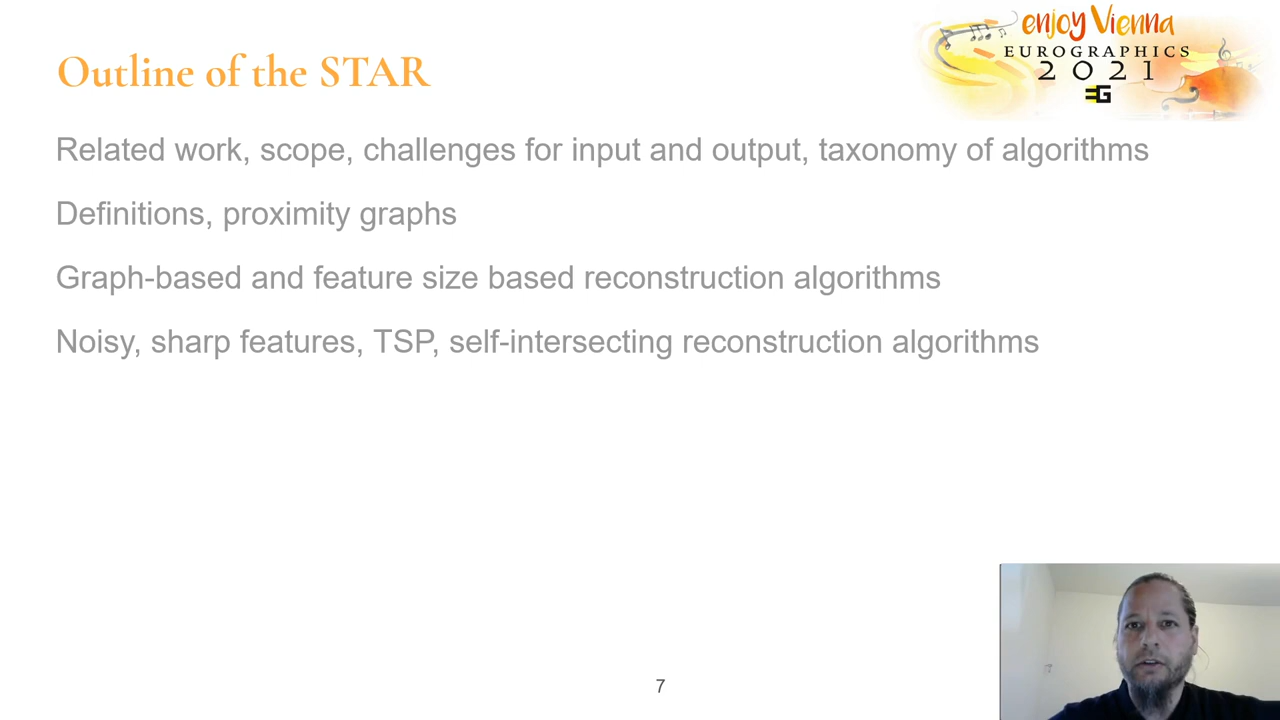 enjoy Vienna
EUROGRAPHICS
2021
EG
Outline of the STAR
Related work, scope, challenges for input and output, taxonomy of algorithms
Definitions, proximity graphs
Graph-based and feature size based reconstruction algorithms
Noisy, sharp features, TSP, self-intersecting reconstruction algorithms
7